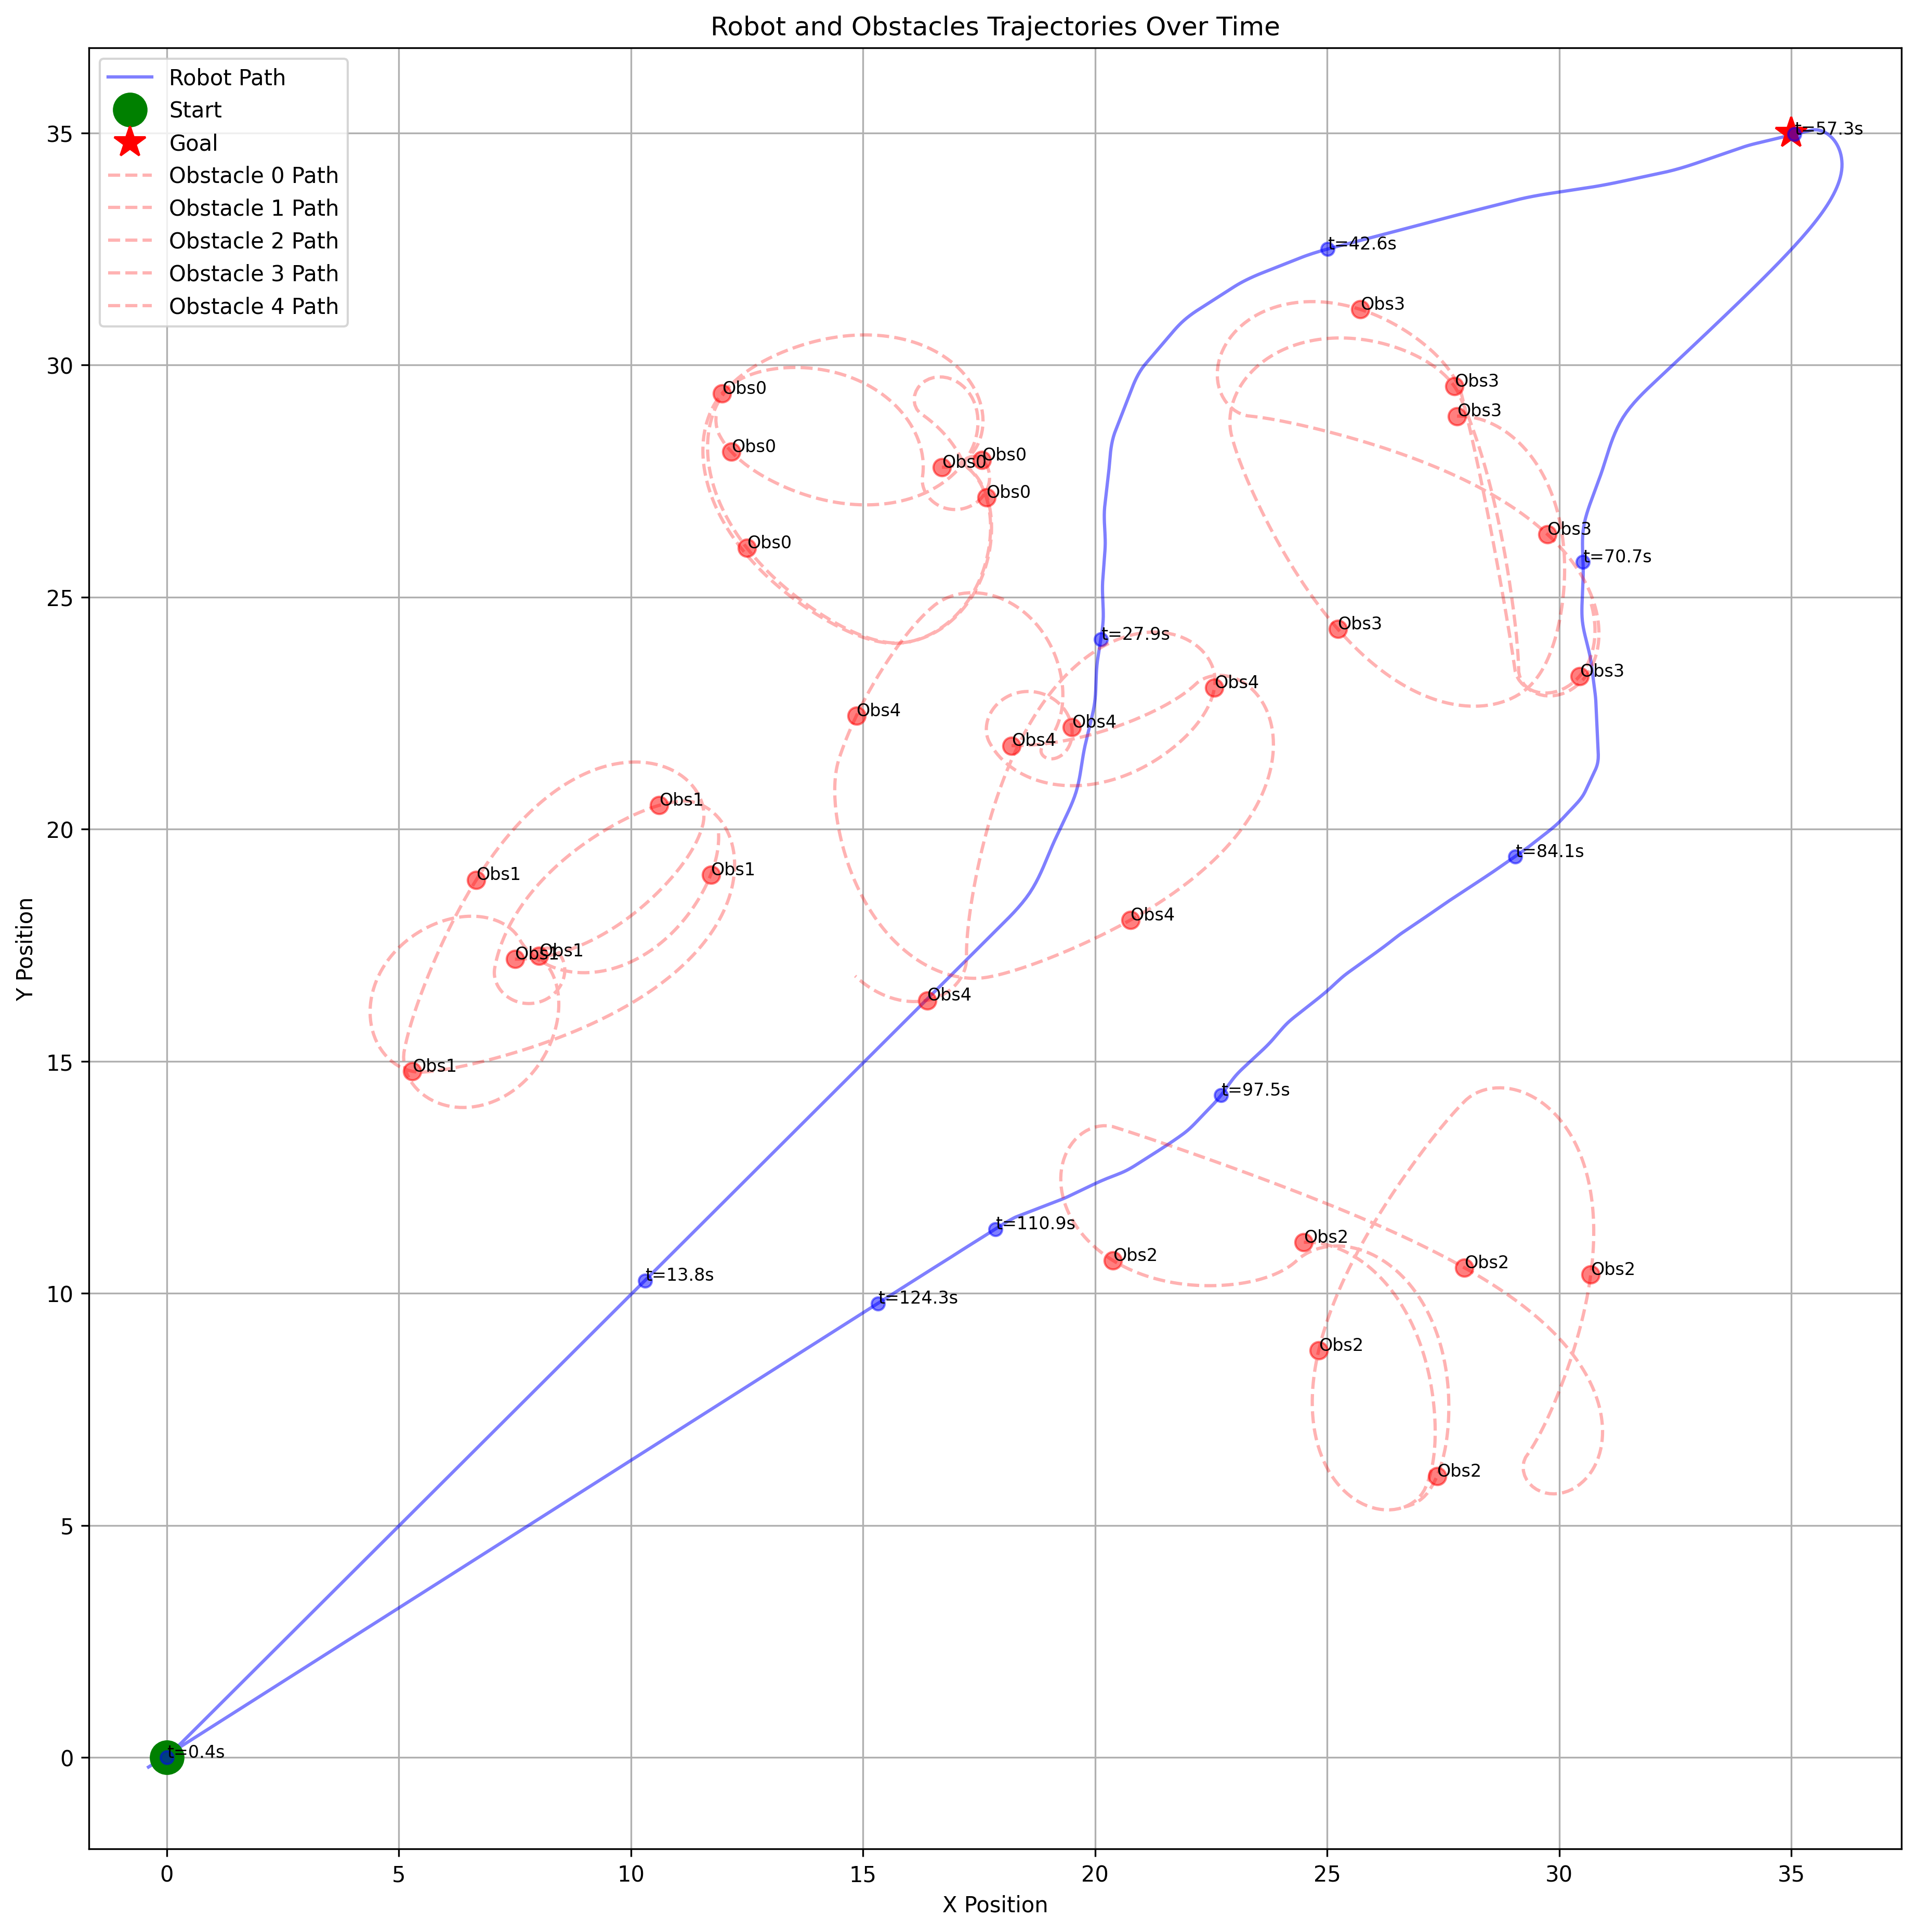 Robot and Obstacles Trajectories Over Time
Robot Path
Start
Goal
Obstacle 0 Path
Obstacle 1 Path
Obstacle 2 Path
Obstacle 3 Path
Obstacle 4 Path
35
t=57.3s
t=42.6s
Obs3
30
Obs0
Obs3
Obs3
Obs0
Obs0
Obs0
Obs0
Obs3
Obs0
t=70.7s
25
t=27.9s
Obs3
Obs3
Obs4
Obs4
Obs4
Obs4
20
Obs1
Obs1
Obs1
t=84.1s
Obs4
Obs1
Obs1
Obs4
15
Obs1
t=97.5s
t=110.9s
Obs2
Obs2
Obs2
Obs2
10
t=13.8s
t=124.3s
Obs2
Obs2
5
0
t=0.4s
0 5 10 15 20 25 30 35
X Position
Y Position